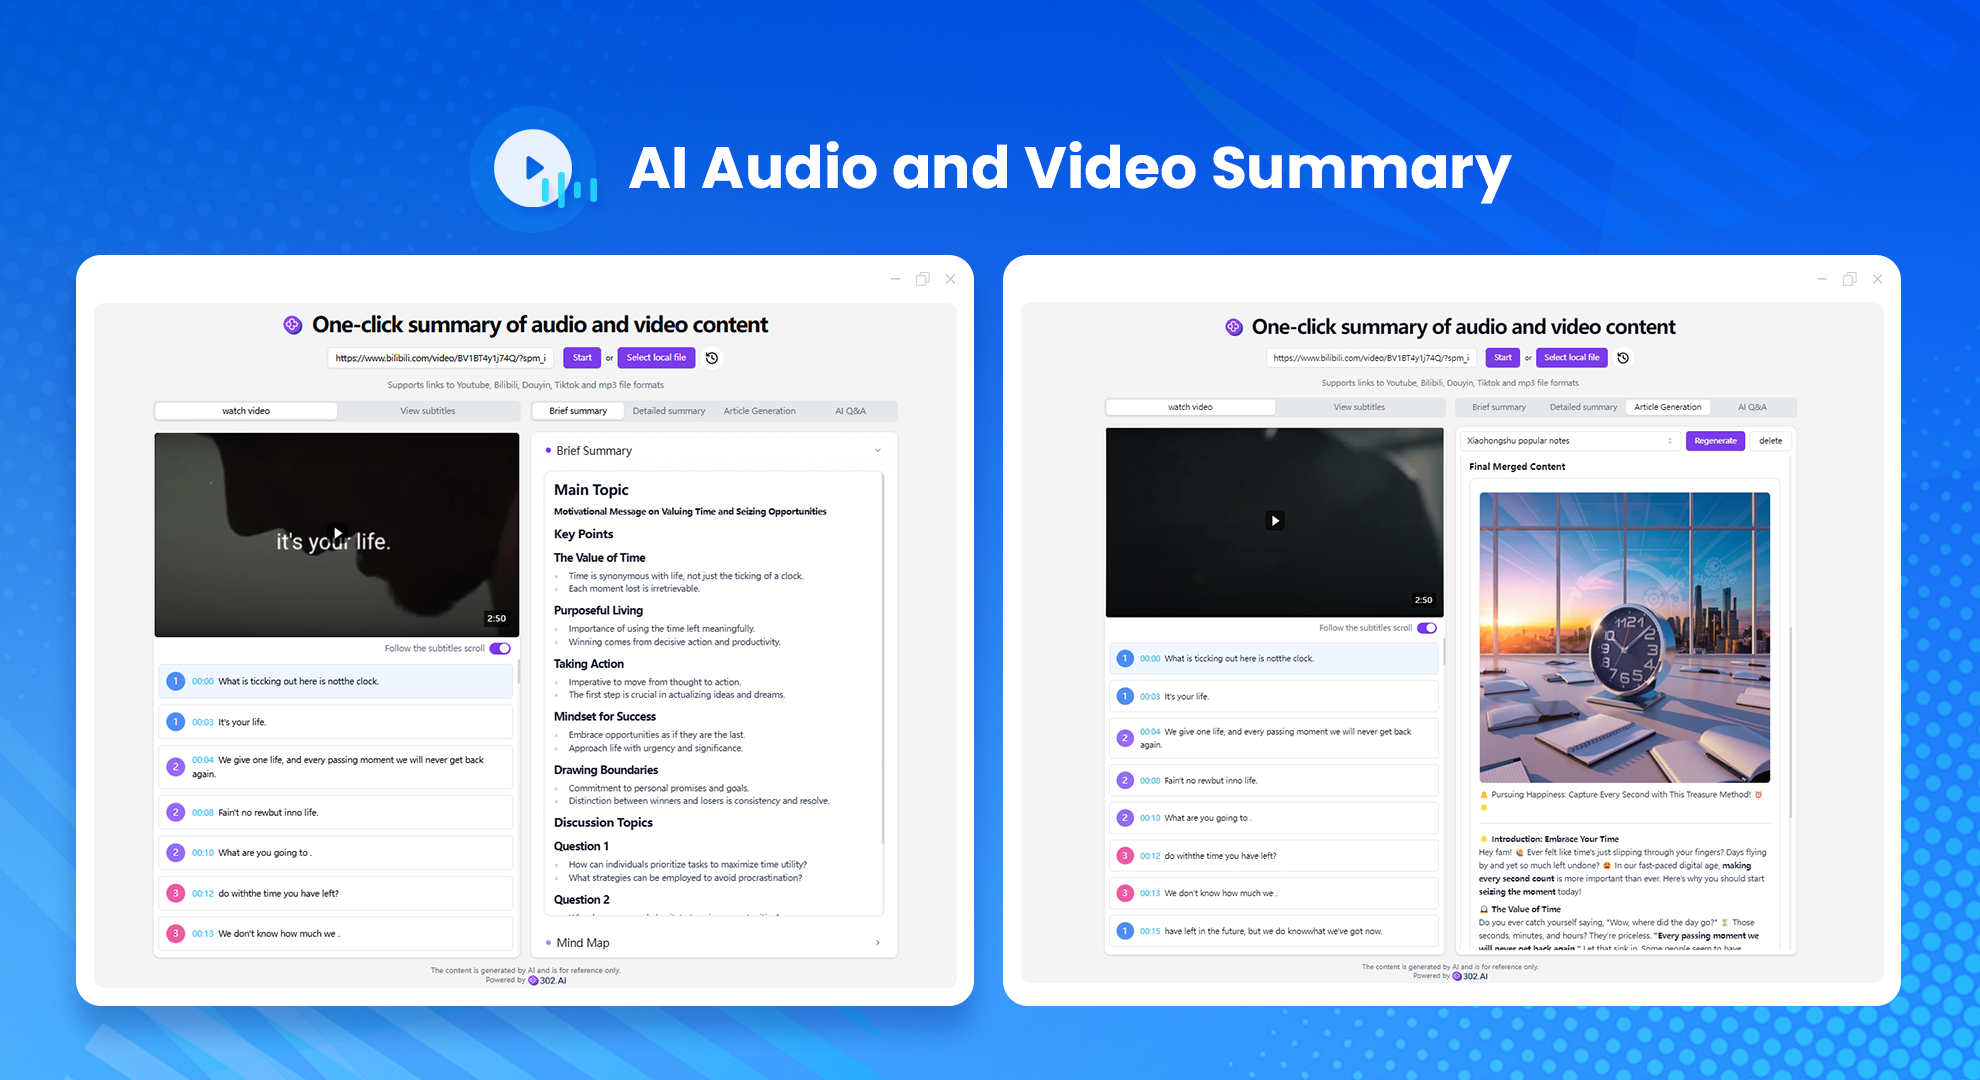 AI Audio and Video Summary
One-click summary of audio and video content
https://www.bilibili.com/video/BV1BT4y1j74Q/?spm_i
Start
or
Select local file
Supports links to Youtube, Bilibili, Douyin, Tiktok and mp3 file formats
watch video
View subtitles
it's your life.
2:50
Follow the subtitles scroll
1 00:00 What is ticcking out here is notthe clock.
1 00:03 It's your life.
2 00:04 We give one life, and every passing moment we will never get back
again.
2 00:08 Fain't no rewbut inno life.
2 00:10 What are you going to .
3 00:12 do withthe time you have left?
3 00:13 We don't know how much we .
Brief summary
Detailed summary
Article Generation
AI Q&A
Brief Summary
Main Topic
Motivational Message on Valuing Time and Seizing Opportunities
Key Points
The Value of Time
Time is synonymous with life, not just the ticking of a clock.
Each moment lost is irretrievable.
Purposeful Living
Importance of using the time left meaningfully.
Winning comes from decisive action and productivity.
Taking Action
Imperative to move from thought to action.
The first step is crucial in actualizing ideas and dreams.
Mindset for Success
Embrace opportunities as if they are the last.
Approach life with urgency and significance.
Drawing Boundaries
Commitment to personal promises and goals.
Distinction between winners and losers is consistency and resolve.
Discussion Topics
Question 1
How can individuals prioritize tasks to maximize time utility?
What strategies can be employed to avoid procrastination?
Question 2
Mind Map
The content is generated by AI and is for reference only.
Powered by 302.AI
One-click summary of audio and video content
https://www.bilibili.com/video/BV1BT4y1j74Q/?spm_i
Start
or
Select local file
Supports links to Youtube, Bilibili, Douyin, Tiktok and mp3 file formats
watch video
View subtitles
2:50
Follow the subtitles scroll
1 00:00 What is ticcking out here is notthe clock.
1 00:03 It's your life.
2 00:04 We give one life, and every passing moment we will never get back
again.
2 00:08 Fain't no rewbut inno life.
2 00:10 What are you going to .
3 00:12 do withthe time you have left?
3 00:13 We don't know how much we .
1 00:15 have left in the future, but we do knowwhat we've got now.
Brief summary
Detailed summary
Article Generation
AI Q&A
Xiaohongshu popular notes
Regenerate
delete
Final Merged Content
🔔 Pursuing Happiness: Capture Every Second with This Treasure Method! ⏰
🌟
🌟 Introduction: Embrace Your Time
Hey fam! 👋 Ever felt like time's just slipping through your fingers? Days flying
by and yet so much left undone? 😩 In our fast-paced digital age, making
every second count is more important than ever. Here's why you should start
seizing the moment today!
🕰 The Value of Time
Do you ever catch yourself saying, "Wow, where did the day go?" ⏳ Those
seconds, minutes, and hours? They're priceless. "Every passing moment we
will never get back again." Let that sink in. Some people seem to have
The content is generated by AI and is for reference only.
Powered by 302.AI